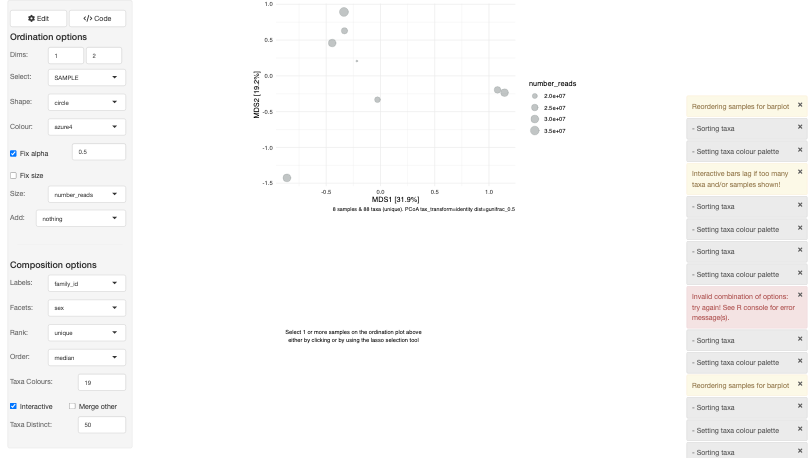 Edit
</> Code
Ordination options
Dims: 1 2
Select: SAMPLE
Shape: circle
Colour: azure4
Fix alpha 0.5
Fix size
Size: number_reads
Add: nothing
Composition options
Labels: family_id
Facets: sex
Rank: unique
Order: median
Taxa Colours: 19
Interactive Merge other
Taxa Distinct: 50
1.0
0.5
0.0
-0.5
-1.0
-1.5
MDS2 [19.2%]
-0.5 0.0 0.5 1.0
MDS1 [31.9%]
8 samples & 88 taxa (unique). PCoA tax_transform=identity dist=gunifrac_0.5
number_reads
2.0e+07
2.5e+07
3.0e+07
3.5e+07
Select 1 or more samples on the ordination plot above
either by clicking or by using the lasso selection tool
Reordering samples for barplot ×
- Sorting taxa ×
- Setting taxa colour palette ×
Interactive bars lag if too many ×
taxa and/or samples shown!
- Sorting taxa ×
- Setting taxa colour palette ×
- Sorting taxa ×
- Setting taxa colour palette ×
Invalid combination of options: ×
try again! See R console for error
message(s).
- Sorting taxa ×
- Setting taxa colour palette ×
Reordering samples for barplot ×
- Sorting taxa ×
- Setting taxa colour palette ×
- Sorting taxa ×